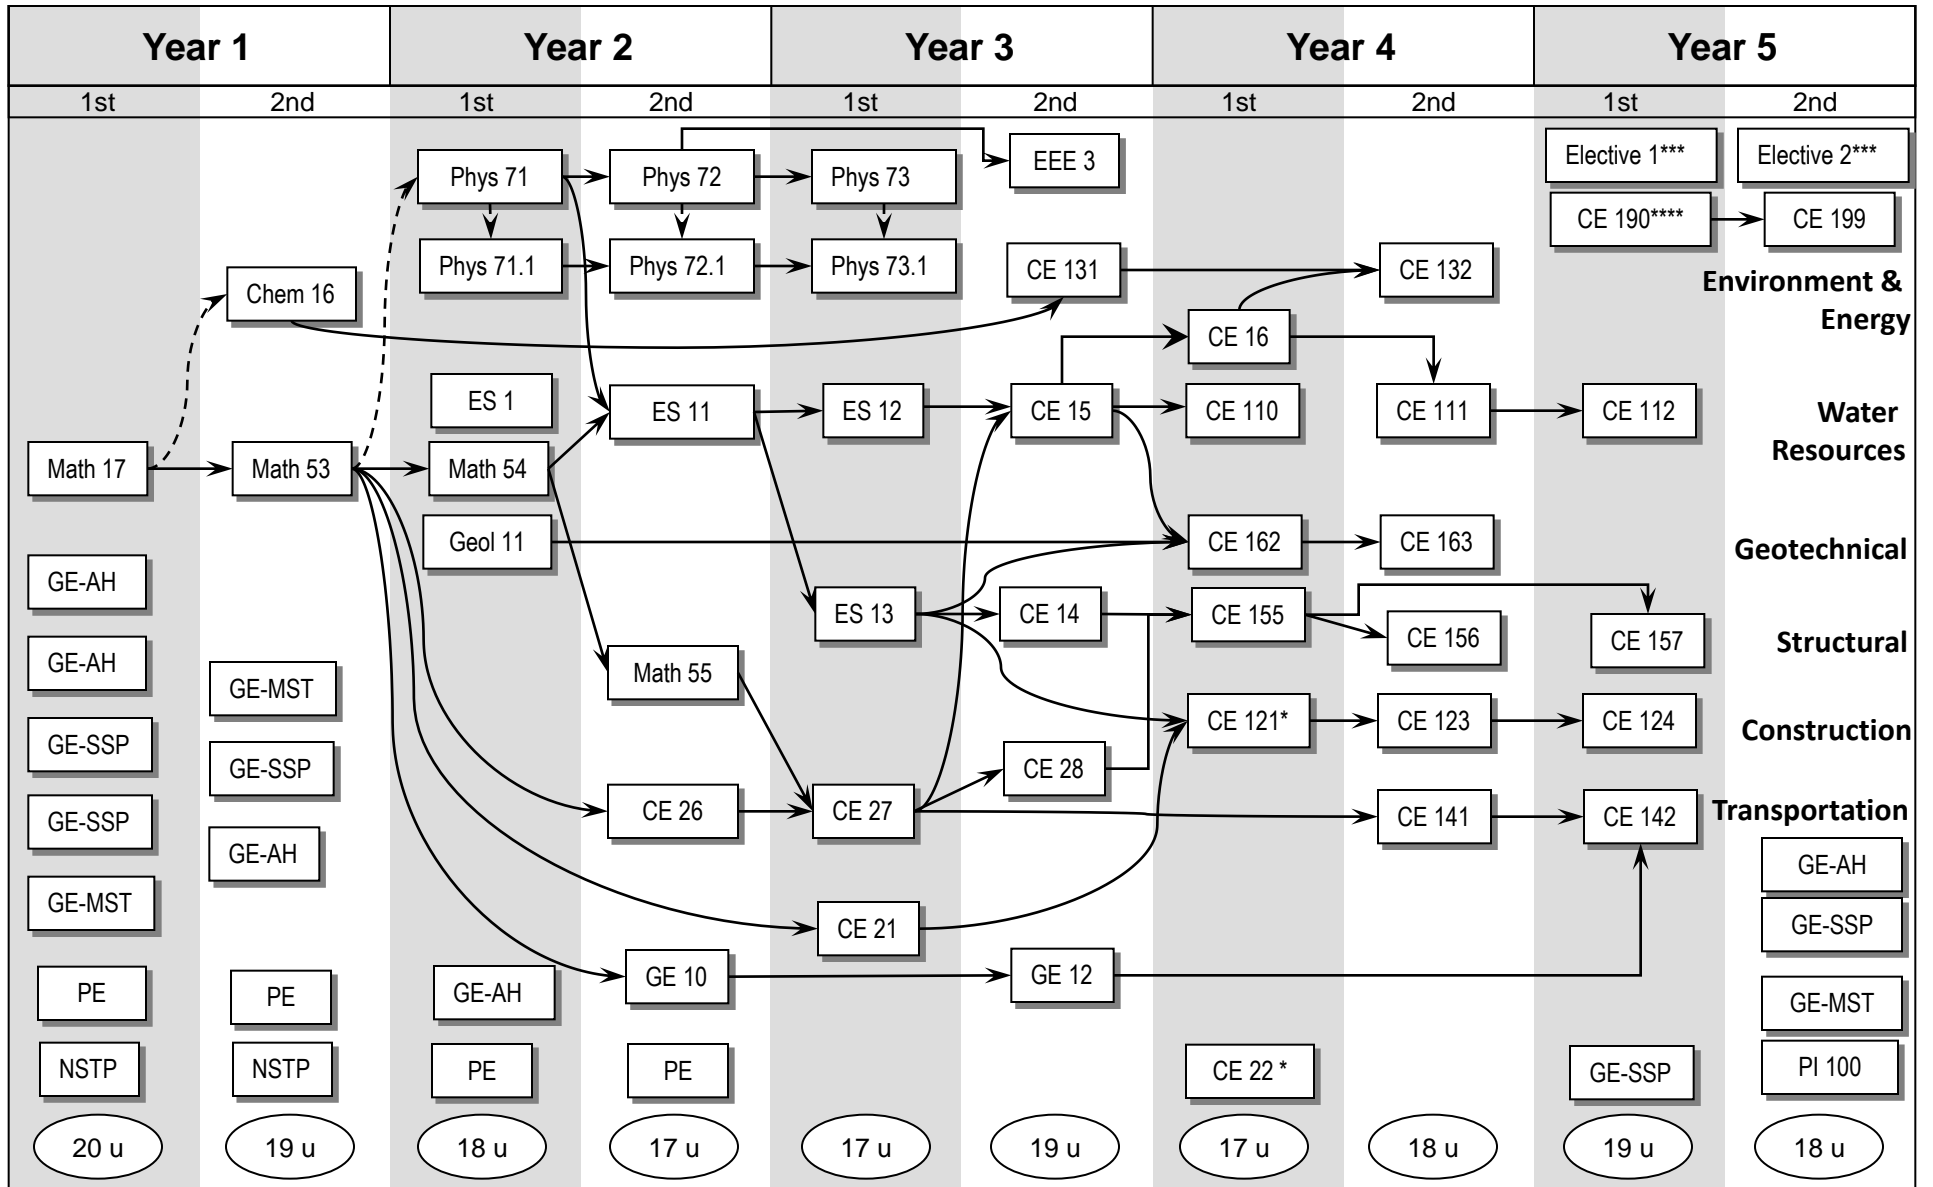 Year 1
Year 2
Year 3
Year 4
Year 5
1st
2nd
1st
2nd
1st
2nd
1st
2nd
1st
2nd
Math 17
GE-AH
GE-AH
GE-SSP
GE-SSP
GE-MST
PE
NSTP
20 u
Chem 16
Math 53
GE-MST
GE-SSP
GE-AH
PE
NSTP
19 u
Phys 71
Phys 71.1
ES 1
Math 54
Geol 11
GE-AH
PE
18 u
Phys 72
Phys 72.1
ES 11
Math 55
CE 26
GE 10
PE
17 u
Phys 73
Phys 73.1
ES 12
ES 13
CE 27
CE 21
17 u
EEE 3
CE 131
CE 15
CE 14
CE 28
GE 12
19 u
CE 16
CE 110
CE 162
CE 155
CE 121*
CE 22 *
17 u
CE 132
CE 111
CE 163
CE 156
CE 123
CE 141
18 u
Elective 1***
CE 190****
CE 112
CE 157
CE 124
CE 142
GE-SSP
19 u
Elective 2***
CE 199
Environment &
Energy
Water
Resources
Geotechnical
Structural
Construction
Transportation
GE-AH
GE-SSP
GE-MST
PI 100
18 u